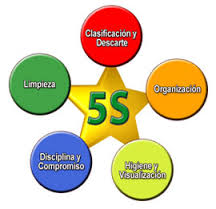 Clasificación y
Descarte
Limpieza
Organización
5S
Disciplina y
Compromiso
Higiene y
Visualización